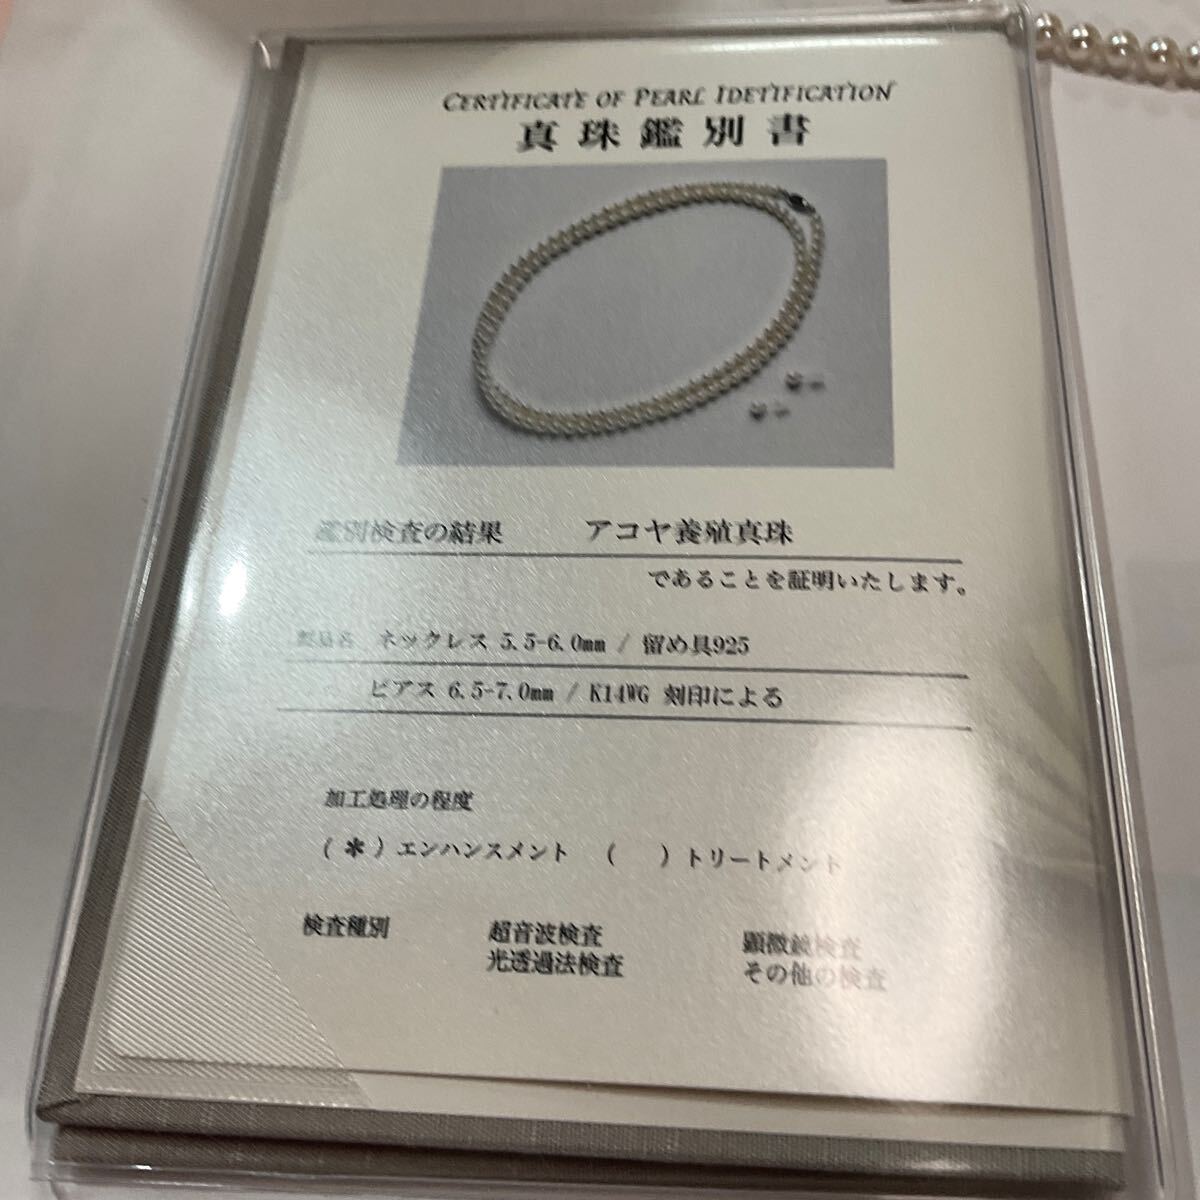 CERTIFICATE OF PEARL IDETIFICATION
真珠鑑別書
鑑別検査の結果 アコヤ養殖真珠
であることを証明いたします。
製品名 ネックレス 5.5-6.0mm / 留め具925
ピアス 6.5-7.0mm / K14WG 刻印による
加工処理の程度
(＊)エンハンスメント ( )トリートメント
検査種別 超音波検査 顕微鏡検査
光透過法検査 その他の検査